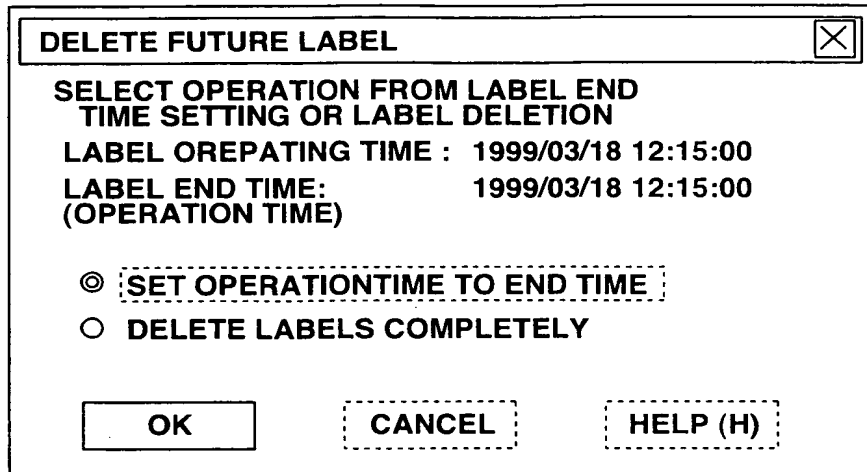 DELETE FUTURE LABEL
SELECT OPERATION FROM LABEL END
TIME SETTING OR LABEL DELETION
LABEL OREPATING TIME : 1999/03/18 12:15:00
LABEL END TIME: 1999/03/18 12:15:00
(OPERATION TIME)
SET OPERATIONTIME TO END TIME
DELETE LABELS COMPLETELY
OK CANCEL HELP (H)